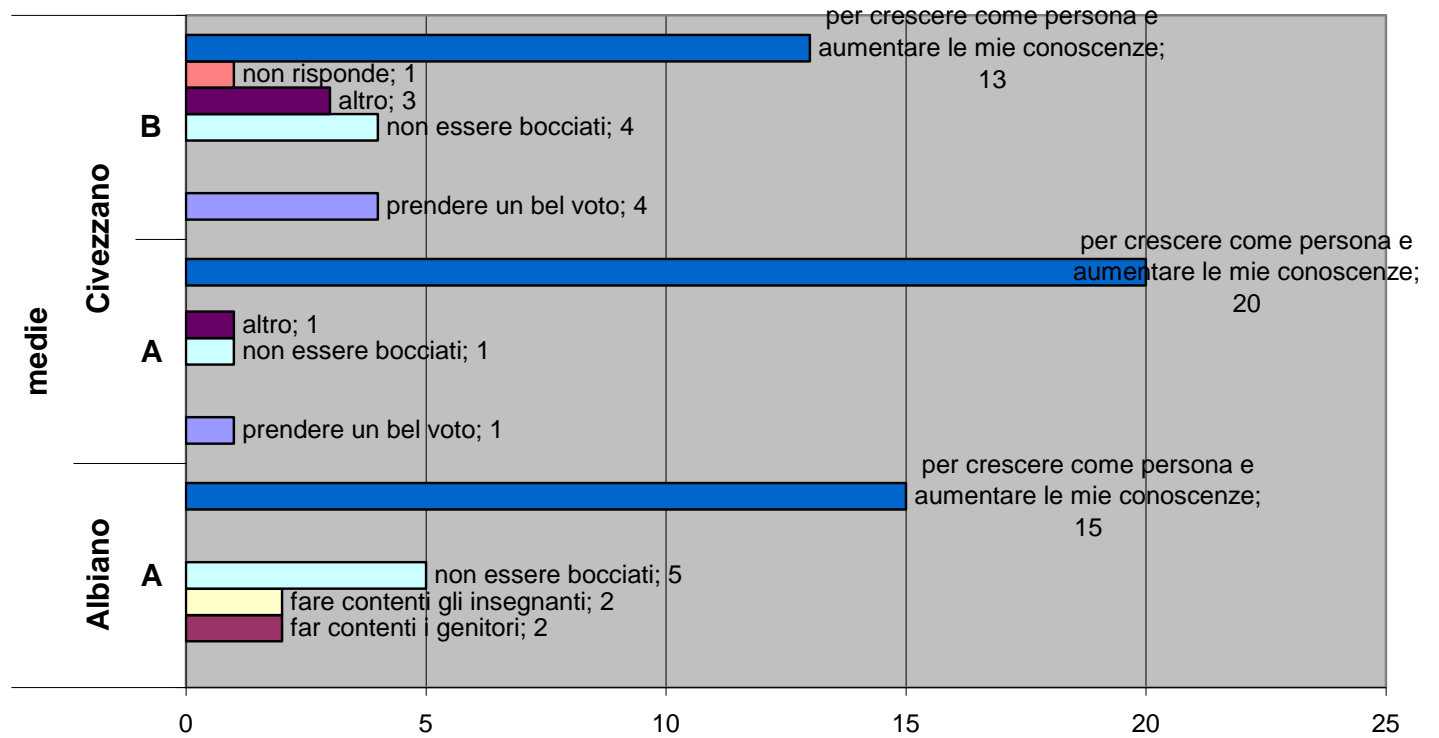 per crescere come persona e
aumentare le mie conoscenze;
13
non risponde; 1
altro; 3
non essere bocciati; 4
prendere un bel voto; 4
B
Civezzano
per crescere come persona e
aumentare le mie conoscenze;
20
altro; 1
non essere bocciati; 1
prendere un bel voto; 1
A
medie
per crescere come persona e
aumentare le mie conoscenze;
15
non essere bocciati; 5
fare contenti gli insegnanti; 2
far contenti i genitori; 2
A
Albiano
0 5 10 15 20 25